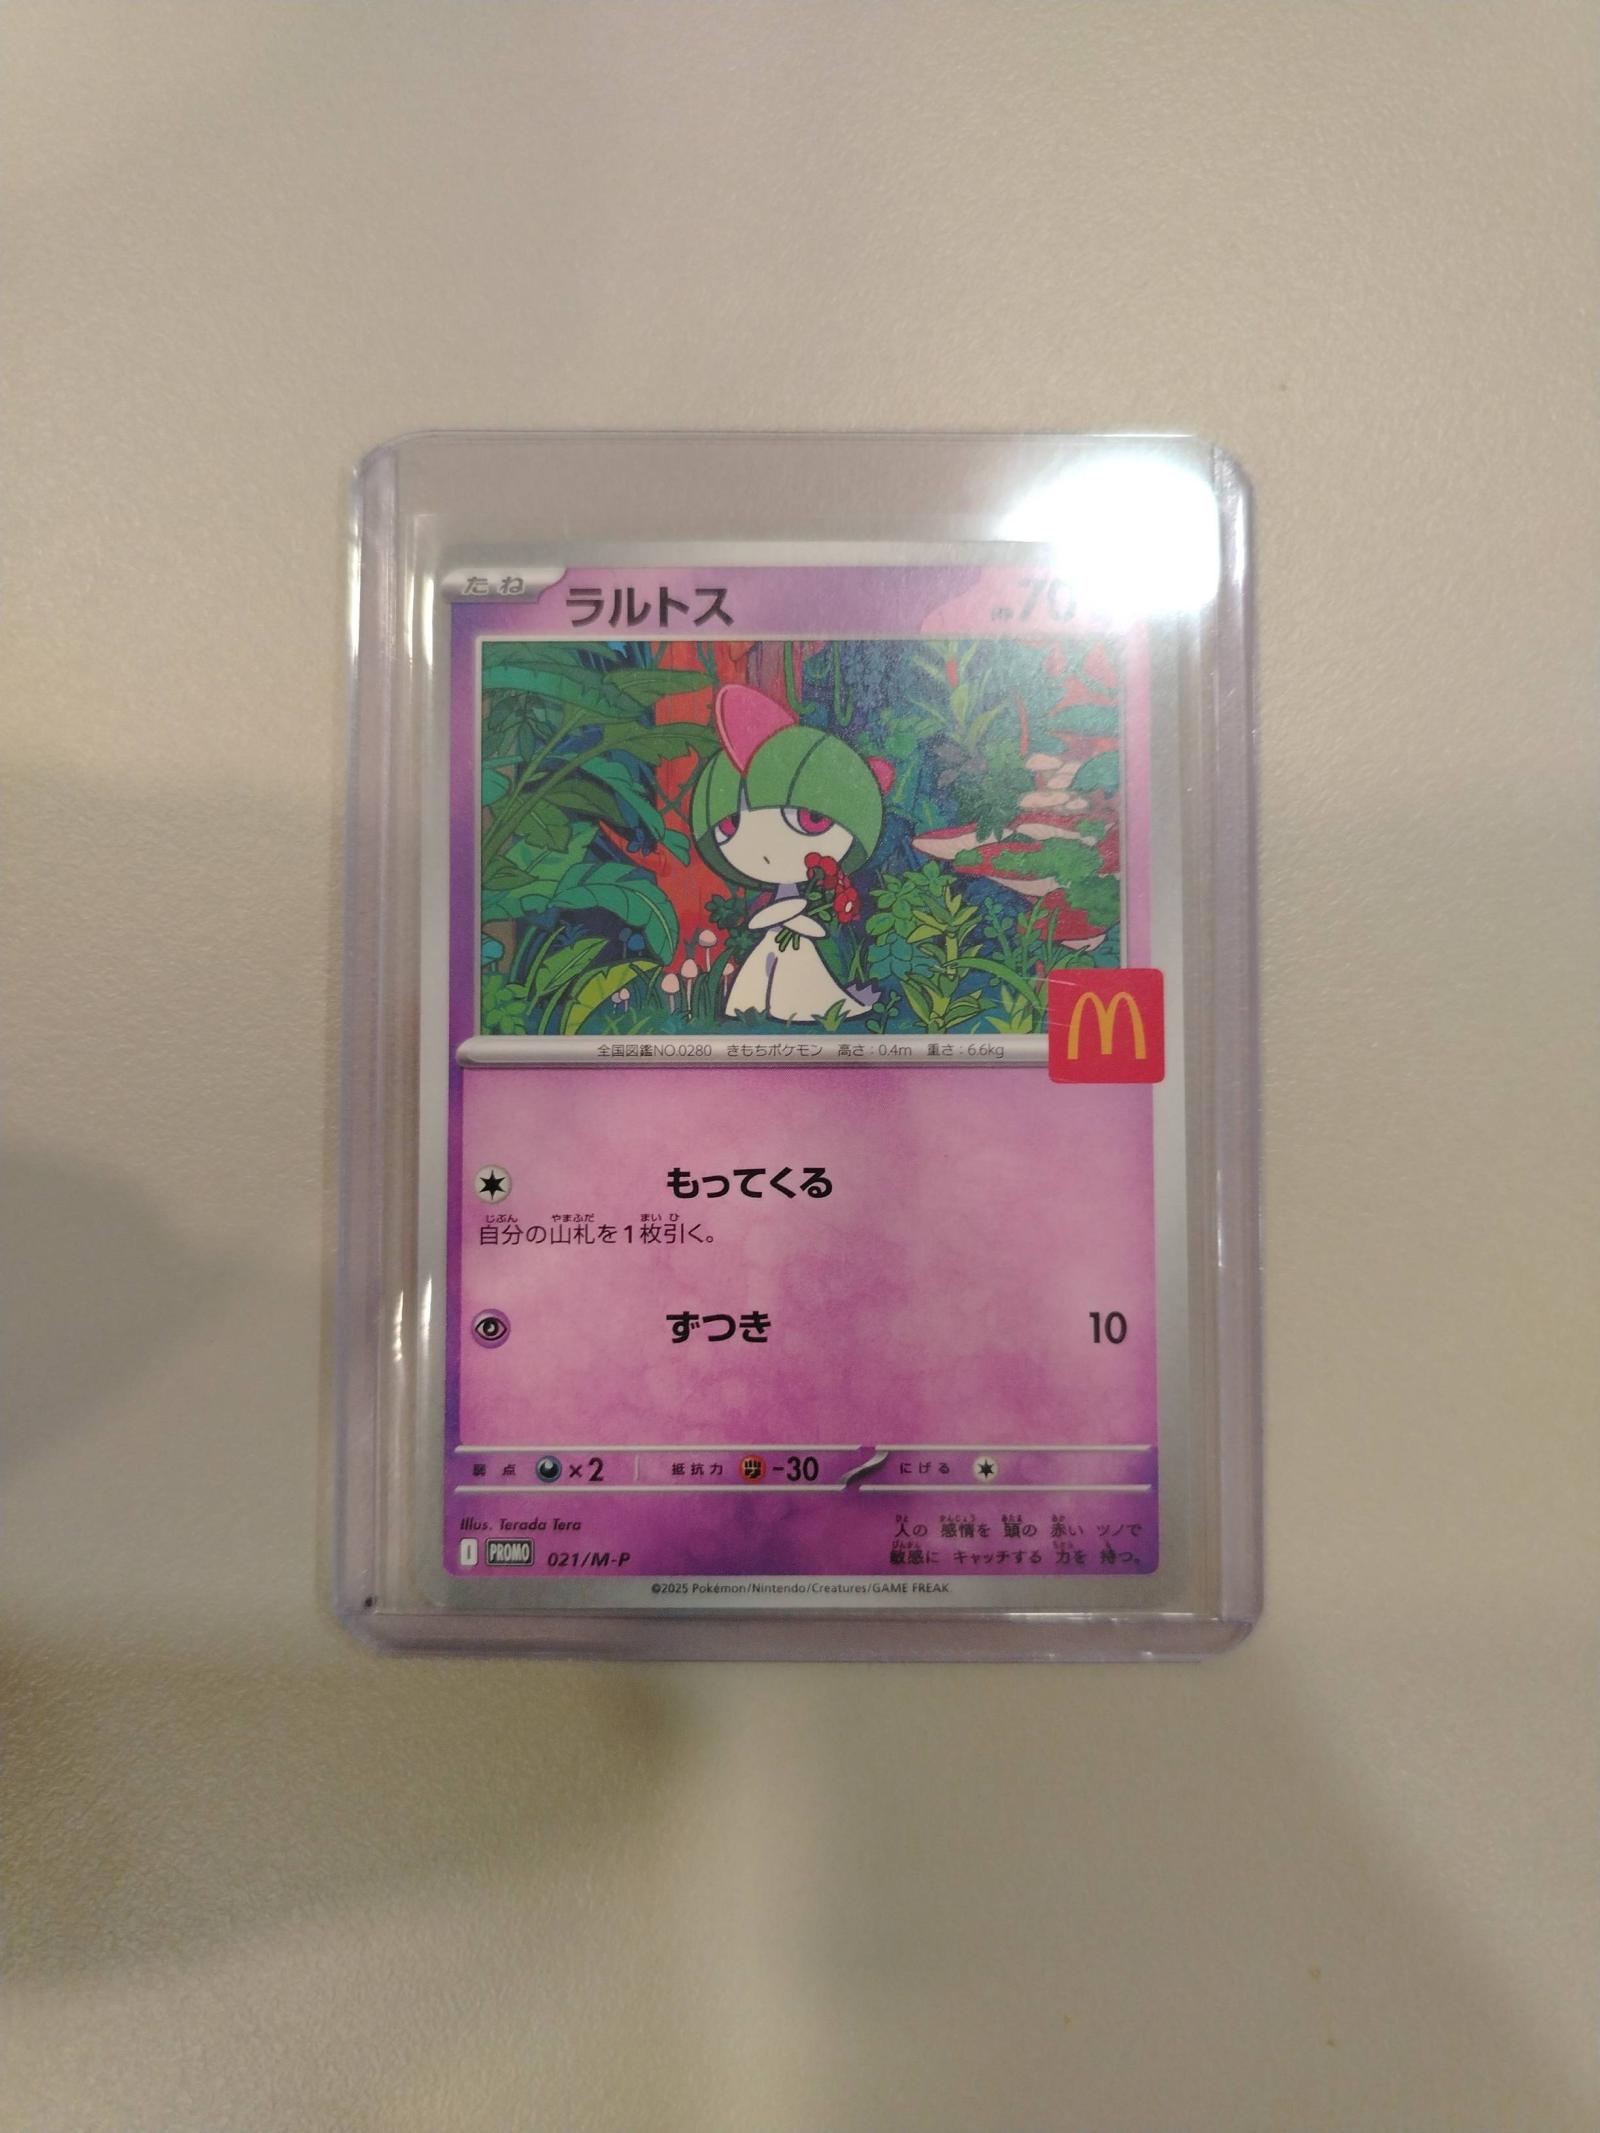 たね ラルトス HP 70
全国図鑑NO.0280 きもちポケモン 高さ:0.4m 重さ:6.6kg
M
もってくる
じぶん やまふだ まい ひ
自分の山札を1枚引く。
ずつき 10
弱点 ×2 抵抗力 -30 にげる
Illus. Terada Tera
ひと かんじょう あたま あか
人の 感情を 頭の 赤い ツノで
びんかん ちから も
敏感に キャッチする 力を 持つ。
I PROMO 021/M-P
©2025 Pokémon/Nintendo/Creatures/GAME FREAK.